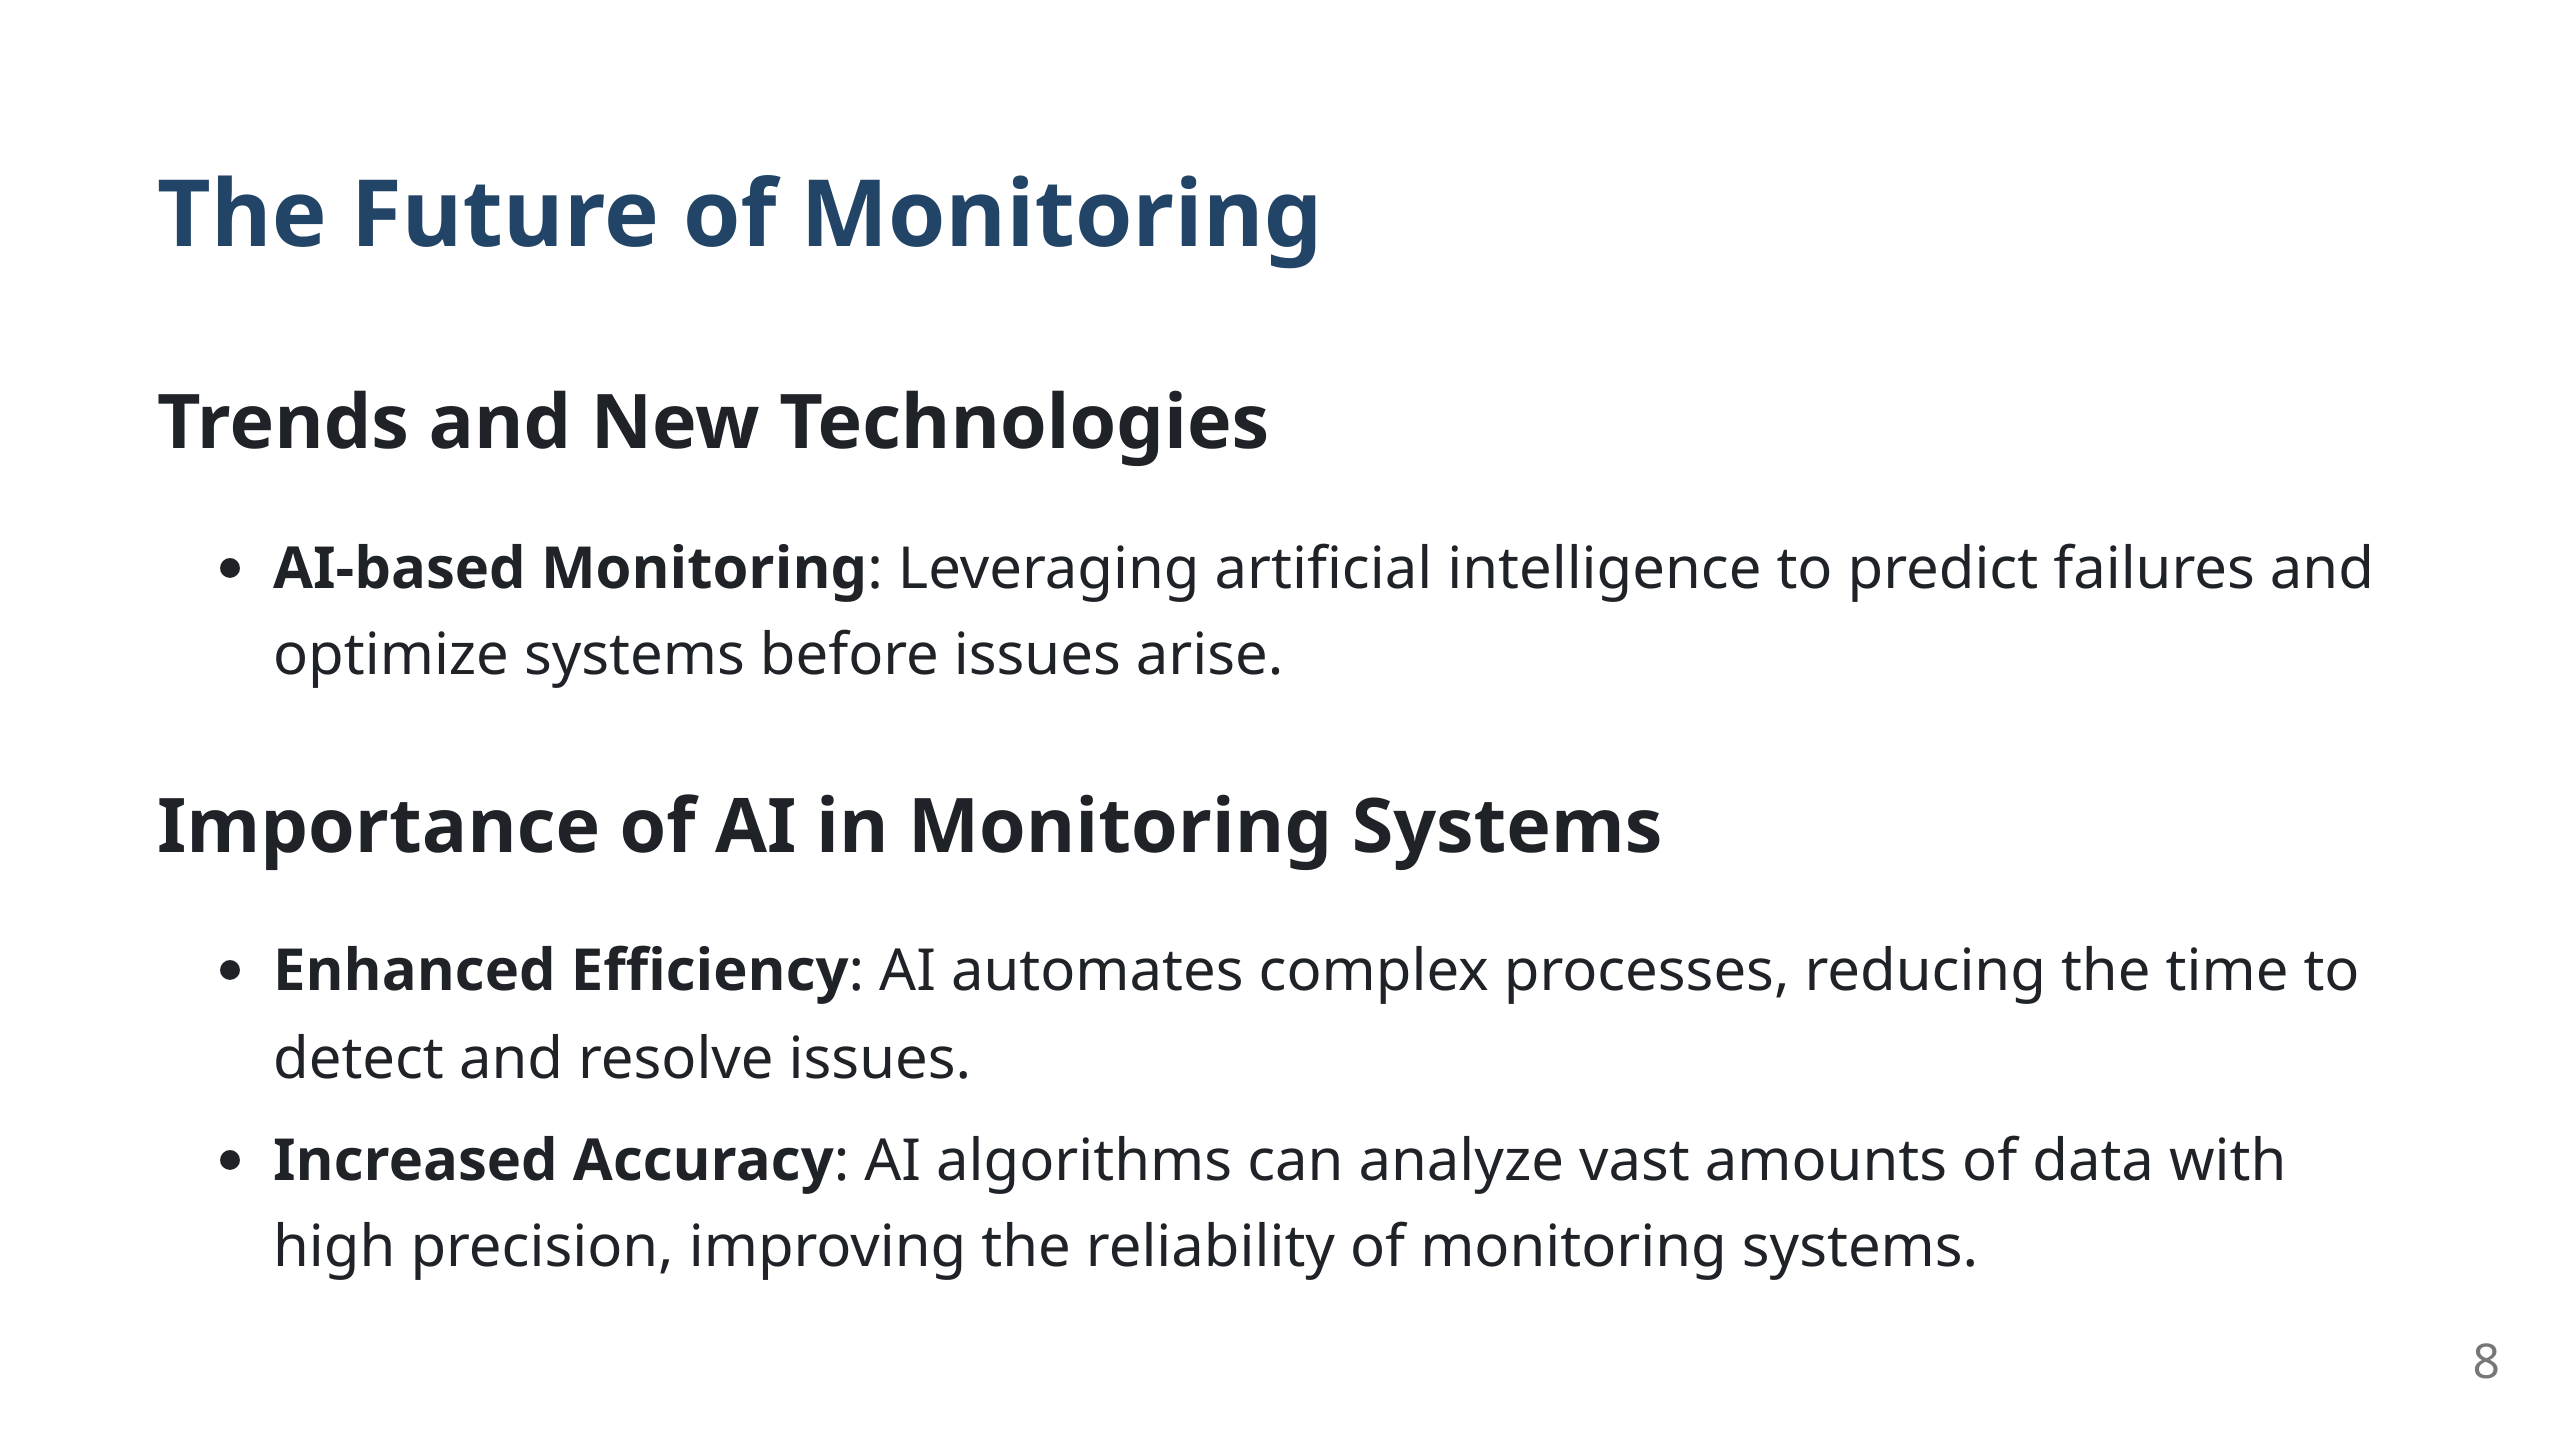 The Future of Monitoring
Trends and New Technologies
• AI-based Monitoring: Leveraging artificial intelligence to predict failures and
optimize systems before issues arise.
Importance of AI in Monitoring Systems
• Enhanced Efficiency: AI automates complex processes, reducing the time to
detect and resolve issues.
• Increased Accuracy: AI algorithms can analyze vast amounts of data with
high precision, improving the reliability of monitoring systems.
8